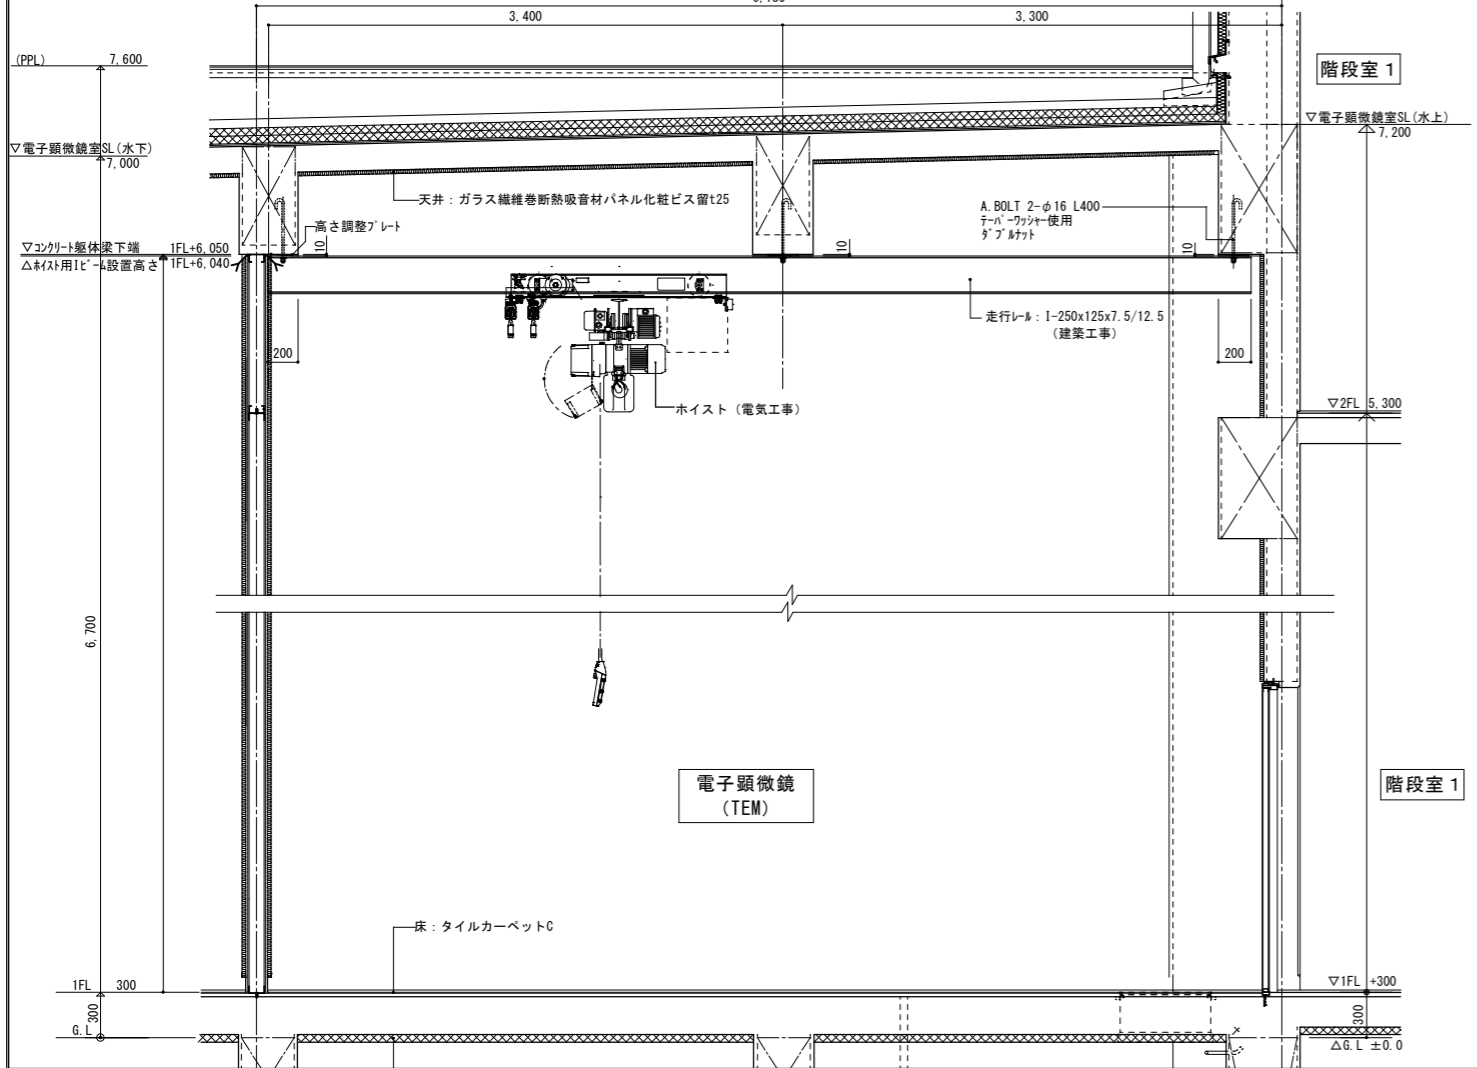 3,400
3,300
(PPL)
7,600
階段室1
▽電子顕微鏡室SL(水上)
7,200
▽電子顕微鏡室SL(水下)
7,000
天井：ガラス繊維巻断熱吸音材パネル化粧ビス留t25
A.BOLT 2-φ16 L400
テーパーワッシャー使用
ダブルナット
高さ調整プレート
▽コンクリート躯体梁下端
1FL+6,050
△ホイスト用Iビーム設置高さ
1FL+6,040
10
10
10
走行レール：I-250x125x7.5/12.5
(建築工事)
200
200
ホイスト（電気工事）
▽2FL 5,300
6,700
電子顕微鏡
(TEM)
階段室1
床：タイルカーペットC
1FL 300
▽1FL +300
300
300
G.L
△G.L ±0.0